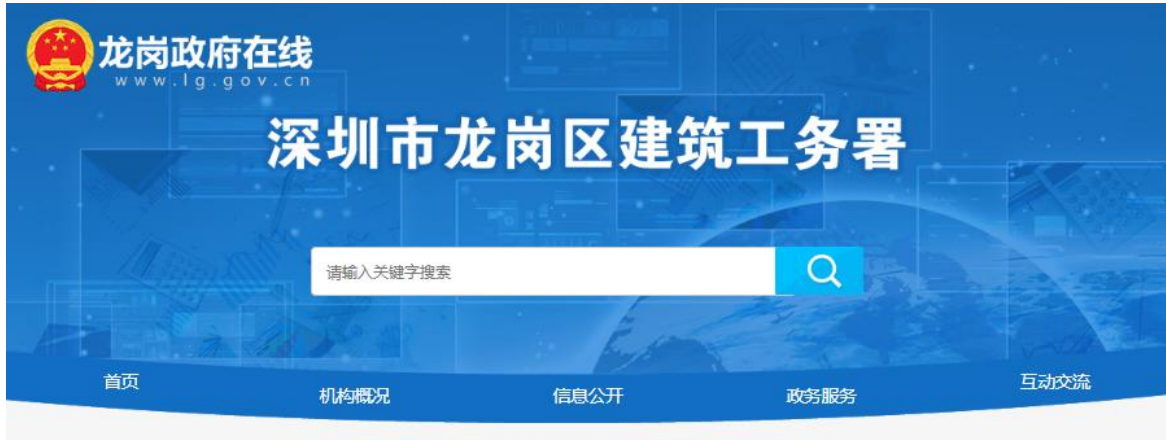 龙岗政府在线
www.lg.gov.cn
深圳市龙岗区建筑工务署
请输入关键字搜索
首页
机构概况
信息公开
政务服务
互动交流